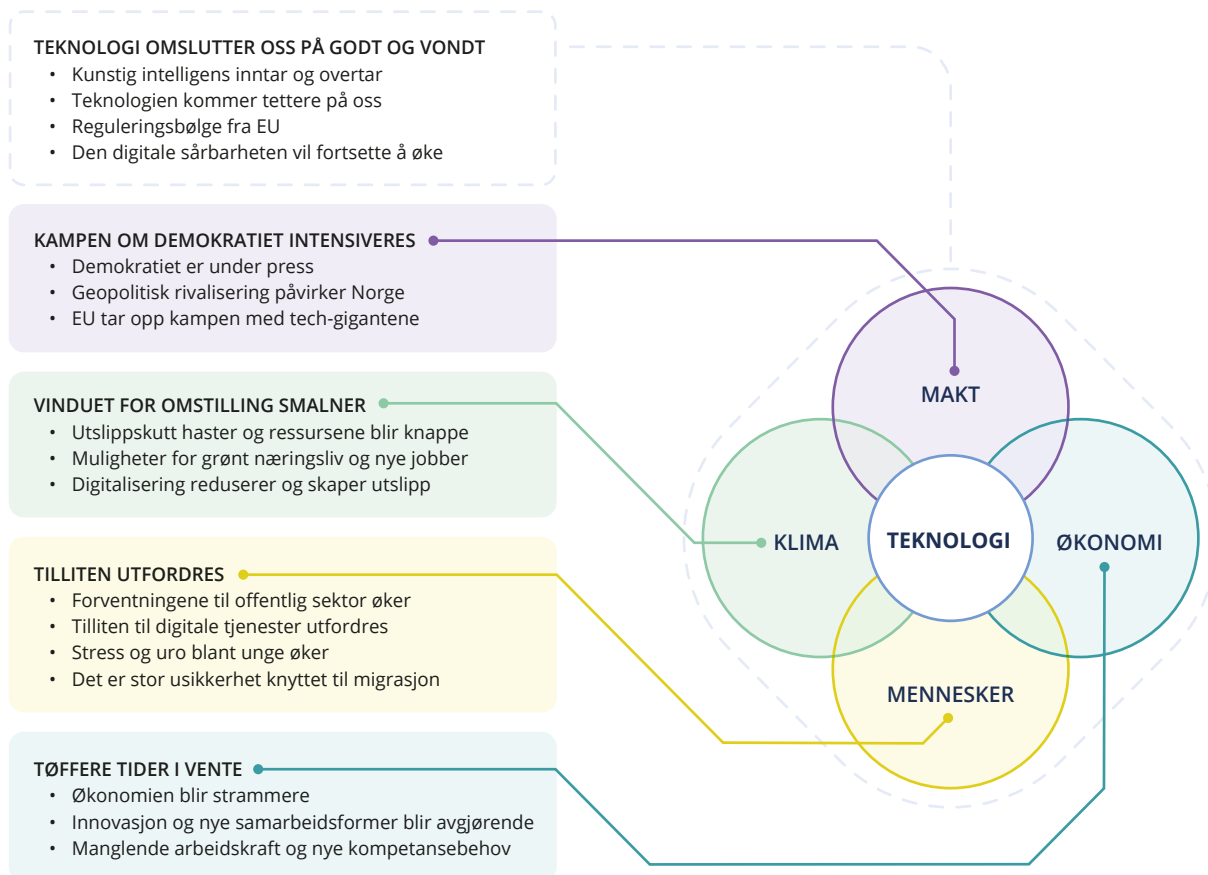 TEKNOLOGI OMSLUTTER OSS PÅ GODT OG VONDT
• Kunstig intelligens inntar og overtar
• Teknologien kommer tettere på oss
• Reguleringsbølge fra EU
• Den digitale sårbarheten vil fortsette å øke
KAMPEN OM DEMOKRATIET INTENSIVERES
• Demokratiet er under press
• Geopolitisk rivalisering påvirker Norge
• EU tar opp kampen med tech-gigantene
VINDUET FOR OMSTILLING SMALNER
• Utslippskutt haster og ressursene blir knappe
• Muligheter for grønt næringsliv og nye jobber
• Digitalisering reduserer og skaper utslipp
TILLITEN UTFORDRES
• Forventningene til offentlig sektor øker
• Tilliten til digitale tjenester utfordres
• Stress og uro blant unge øker
• Det er stor usikkerhet knyttet til migrasjon
TØFFERE TIDER I VENTE
• Økonomien blir strammere
• Innovasjon og nye samarbeidsformer blir avgjørende
• Manglende arbeidskraft og nye kompetansebehov
MAKT
KLIMA
TEKNOLOGI
ØKONOMI
MENNESKER